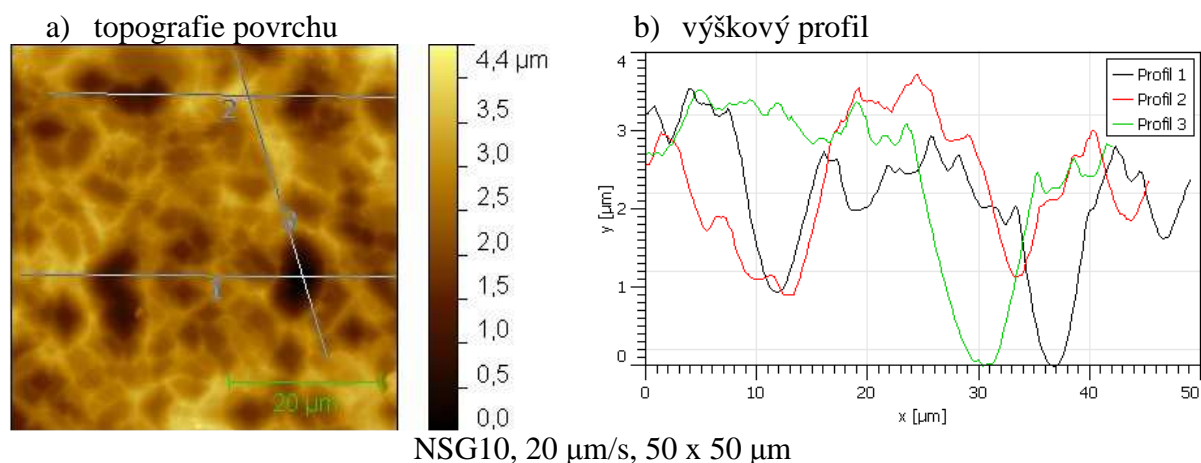 a) topografie povrchu
b) výškový profil
2
3
1
20 µm
4,4 µm
3,5
3,0
2,5
2,0
1,5
1,0
0,5
0,0
4
3
2
1
0
y [µm]
0 10 20 30 40 50
x [µm]
Profil 1
Profil 2
Profil 3
NSG10, 20 µm/s, 50 x 50 µm